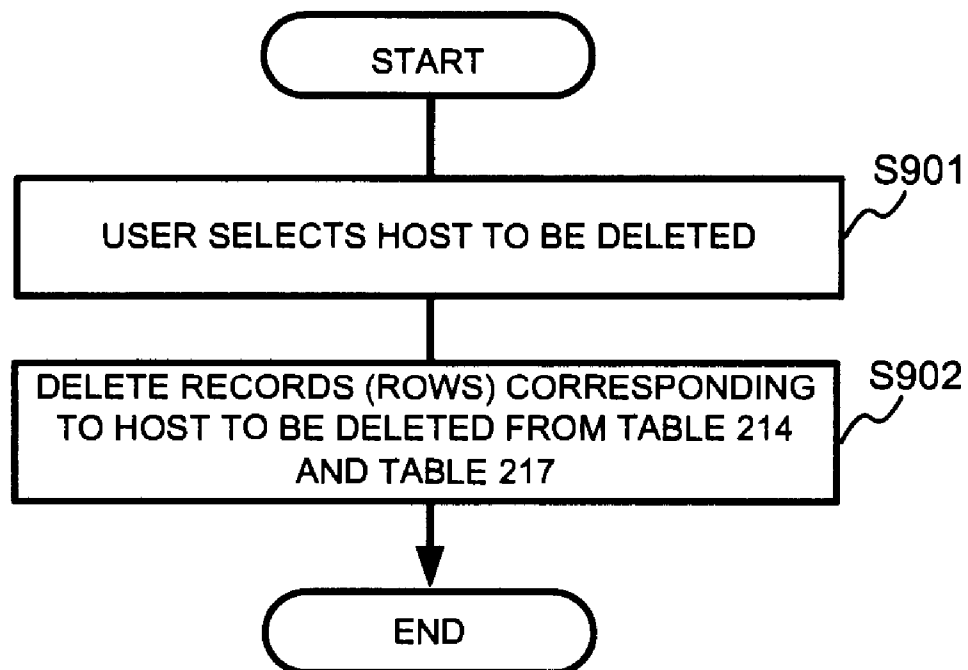 START
S901
USER SELECTS HOST TO BE DELETED
S902
DELETE RECORDS (ROWS) CORRESPONDING
TO HOST TO BE DELETED FROM TABLE 214
AND TABLE 217
END